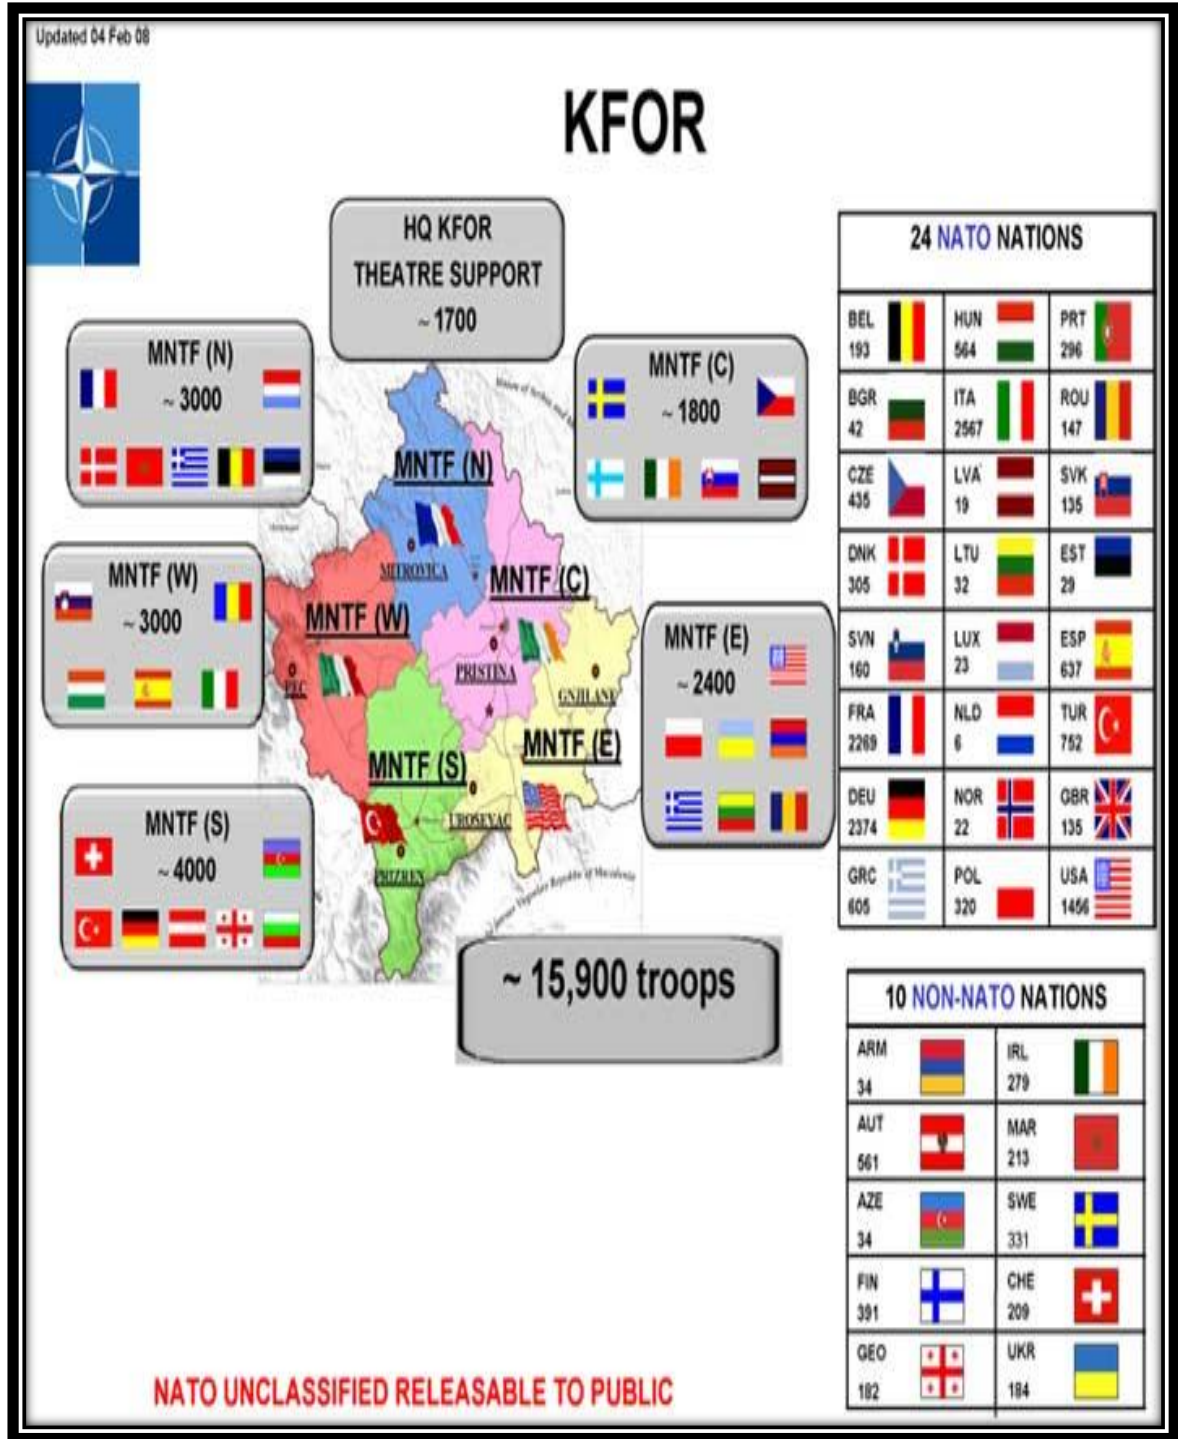 Updated 04 Feb 08
KFOR
HQ KFOR
THEATRE SUPPORT
~ 1700
MNTF (N)
~ 3000
MNTF (C)
~ 1800
MNTF (W)
~ 3000
MNTF (E)
~ 2400
MNTF (S)
~ 4000
MNTF (N)
MITROVICA
MNTF (C)
MNTF (W)
PRISTINA
PEC
GNJILANE
MNTF (E)
MNTF (S)
UROSEVAC
PRIZREN
~ 15,900 troops
24 NATO NATIONS
BEL HUN PRT
193 564 296
BGR ITA ROU
42 2567 147
CZE LVA SVK
435 19 135
DNK LTU EST
305 32 29
SVN LUX ESP
160 23 637
FRA NLD TUR
2269 6 752
DEU NOR GBR
2374 22 135
GRC POL USA
605 320 1456
10 NON-NATO NATIONS
ARM IRL
34 279
AUT MAR
561 213
AZE SWE
34 331
FIN CHE
391 209
GEO UKR
182 184
NATO UNCLASSIFIED RELEASABLE TO PUBLIC